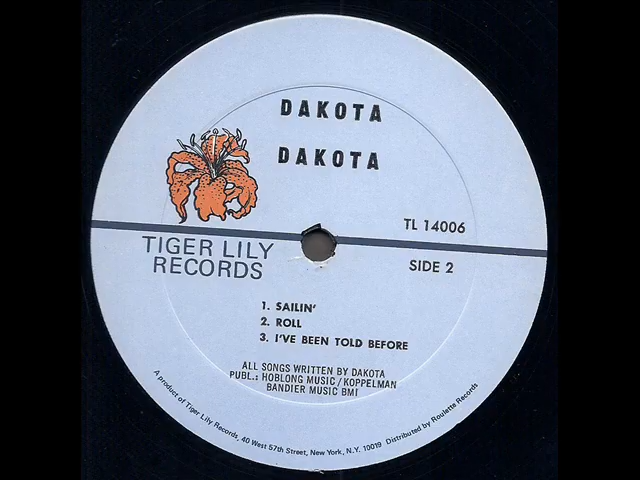 DAKOTA
DAKOTA
TL 14006
TIGER LILY
RECORDS
SIDE 2
1. SAILIN'
2. ROLL
3. I'VE BEEN TOLD BEFORE
ALL SONGS WRITTEN BY DAKOTA
PUBL.: HOBLONG MUSIC/KOPPELMAN
BANDIER MUSIC BMI
A product of Tiger Lily Records, 40 West 57th Street, New York, N.Y. 10019 Distributed by Roulette Records